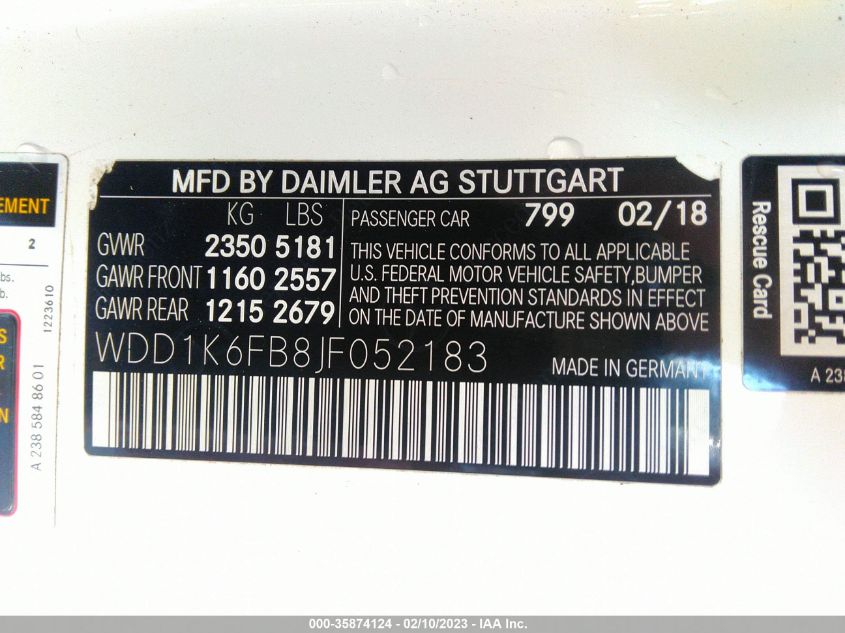 MFD BY DAIMLER AG STUTTGART
KG LBS
GVWR 2350 5181
GAWR FRONT 1160 2557
GAWR REAR 1215 2679
PASSENGER CAR 799 02/18
THIS VEHICLE CONFORMS TO ALL APPLICABLE
U.S. FEDERAL MOTOR VEHICLE SAFETY,BUMPER
AND THEFT PREVENTION STANDARDS IN EFFECT
ON THE DATE OF MANUFACTURE SHOWN ABOVE
WDD1K6FB8JF052183
MADE IN GERMANY
EMENT
2
bs.
b.
1223610
A 238 584 86 01
S
R
N
Rescue Card
A 238
000-35874124 - 02/10/2023 - IAA Inc.